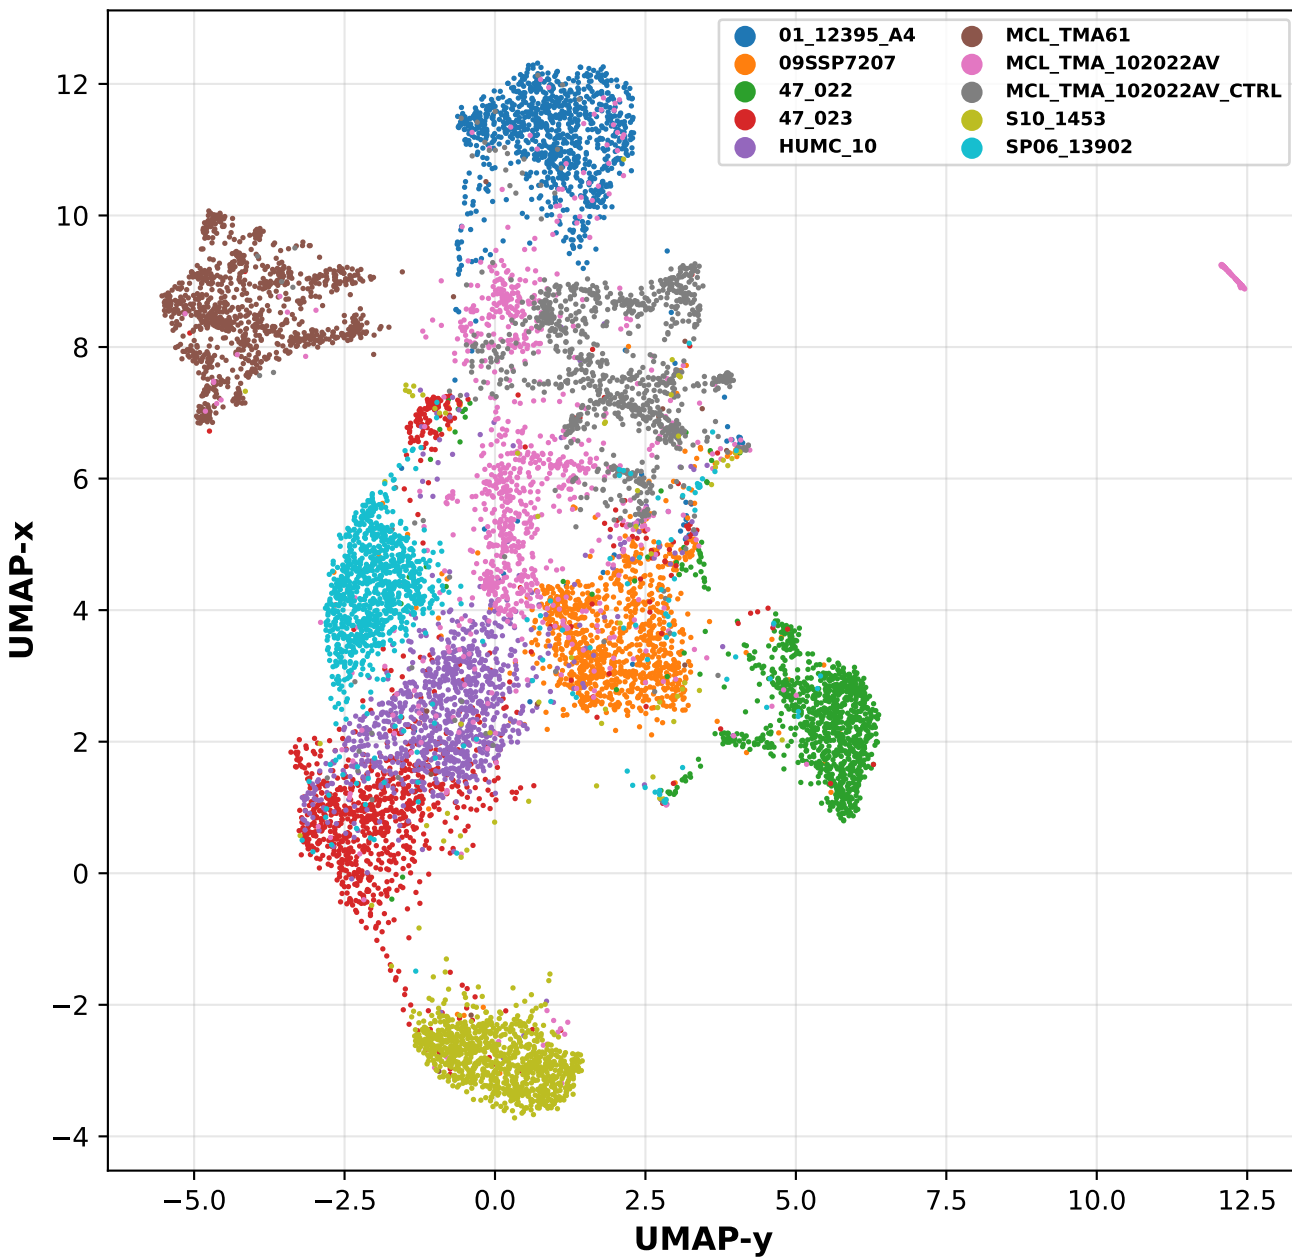 01_12395_A4
09SSP7207
47_022
47_023
HUMC_10
MCL_TMA61
MCL_TMA_102022AV
MCL_TMA_102022AV_CTRL
S10_1453
SP06_13902
12
10
8
6
4
2
0
−2
−4
UMAP-x
−5.0 −2.5 0.0 2.5 5.0 7.5 10.0 12.5
UMAP-y